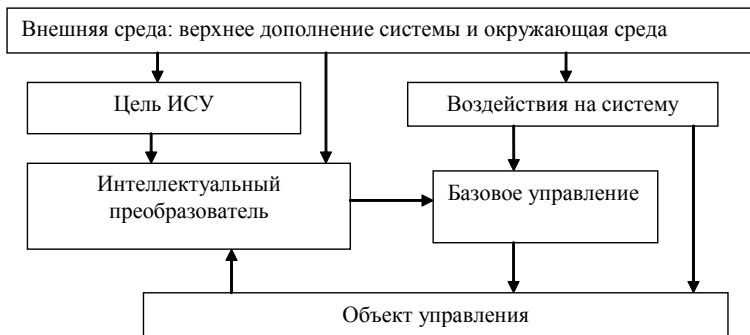 Внешняя среда: верхнее дополнение системы и окружающая среда
Цель ИСУ
Воздействия на систему
Интеллектуальный
преобразователь
Базовое управление
Объект управления